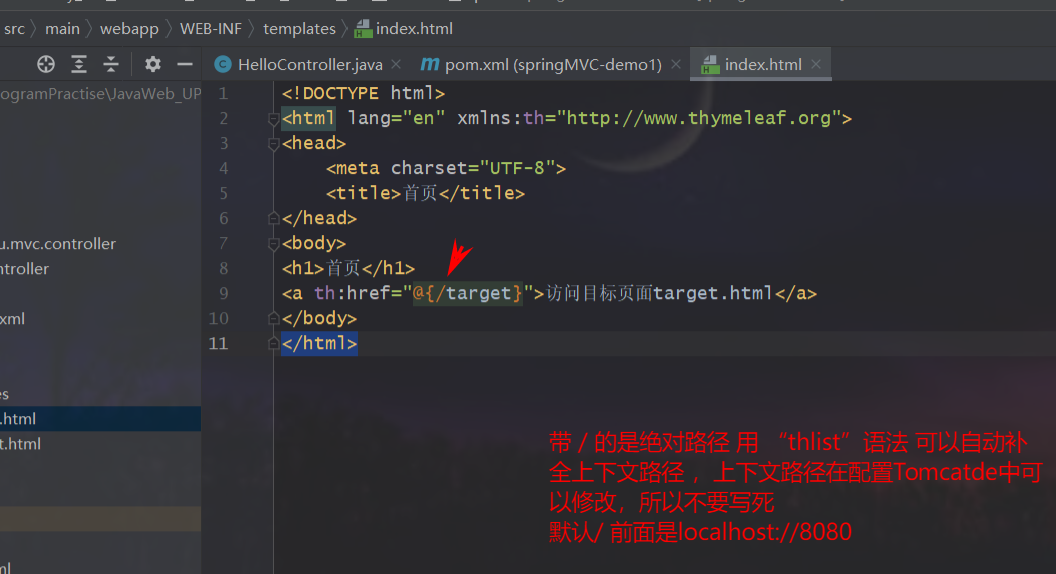 src main webapp WEB-INF templates index.html
HelloController.java pom.xml (springMVC-demo1) index.html
ogramPractise\JavaWeb_UP
u.mvc.controller
ontroller
xml
es
.html
t.html
1 <!DOCTYPE html>
2 <html lang="en" xmlns:th="http://www.thymeleaf.org">
3 <head>
4 <meta charset="UTF-8">
5 <title>首页</title>
6 </head>
7 <body>
8 <h1>首页</h1>
9 <a th:href="@{/target}">访问目标页面target.html</a>
10 </body>
11 </html>
带 / 的是绝对路径 用 “thlist” 语法 可以自动补
全上下文路径 ，上下文路径在配置Tomcatde中可
以修改，所以不要写死
默认/ 前面是localhost://8080